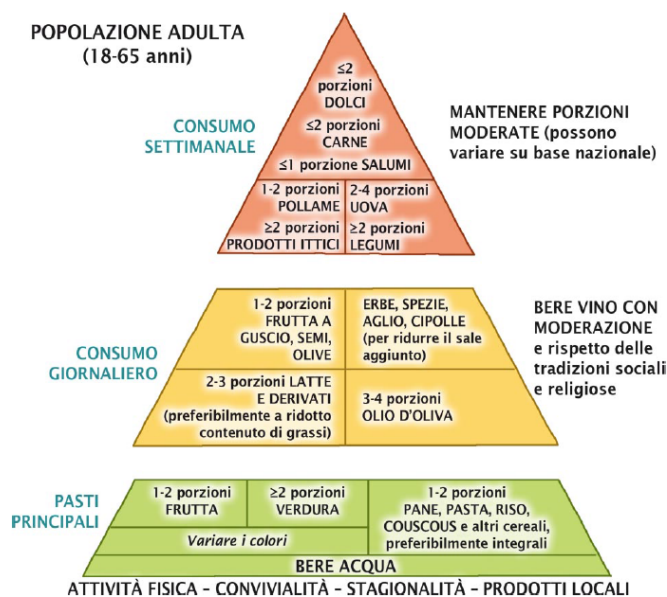 POPOLAZIONE ADULTA
(18-65 anni)
CONSUMO
SETTIMANALE
≤2
porzioni
DOLCI
≤2 porzioni
CARNE
≤1 porzione SALUMI
1-2 porzioni
POLLAME
≥2 porzioni
PRODOTTI ITTICI
2-4 porzioni
UOVA
≥2 porzioni
LEGUMI
MANTENERE PORZIONI
MODERATE (possono
variare su base nazionale)
CONSUMO
GIORNALIERO
1-2 porzioni
FRUTTA A
GUSCIO, SEMI,
OLIVE
ERBE, SPEZIE,
AGLIO, CIPOLLE
(per ridurre il sale
aggiunto)
2-3 porzioni LATTE
E DERIVATI
(preferibilmente a ridotto
contenuto di grassi)
3-4 porzioni
OLIO D'OLIVA
BERE VINO CON
MODERAZIONE
e rispetto delle
tradizioni sociali
e religiose
PASTI
PRINCIPALI
1-2 porzioni
FRUTTA
≥2 porzioni
VERDURA
Variare i colori
1-2 porzioni
PANE, PASTA, RISO,
COUSCOUS e altri cereali,
preferibilmente integrali
BERE ACQUA
ATTIVITÀ FISICA – CONVIVIALITÀ – STAGIONALITÀ – PRODOTTI LOCALI